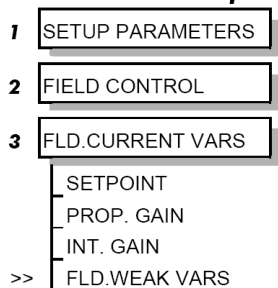 1 SETUP PARAMETERS
2 FIELD CONTROL
3 FLD.CURRENT VARS
SETPOINT
PROP. GAIN
INT. GAIN
>> FLD.WEAK VARS